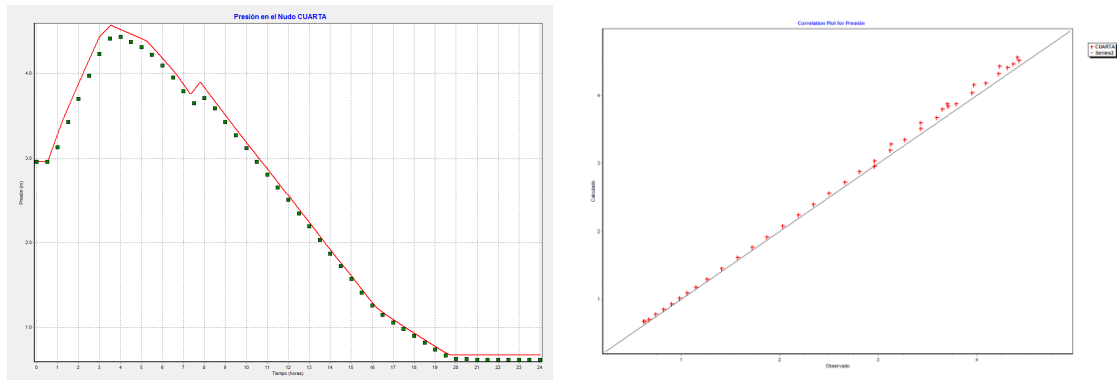 Presión en el Nudo CUARTA
4.0
3.0
2.0
1.0
Presión (m)
0 1 2 3 4 5 6 7 8 9 10 11 12 13 14 15 16 17 18 19 20 21 22 23 24
Tiempo (horas)
Correlation Plot for Presión
CUARTA
Series2
4
3
2
1
Calculado
1 2 3 4
Observado